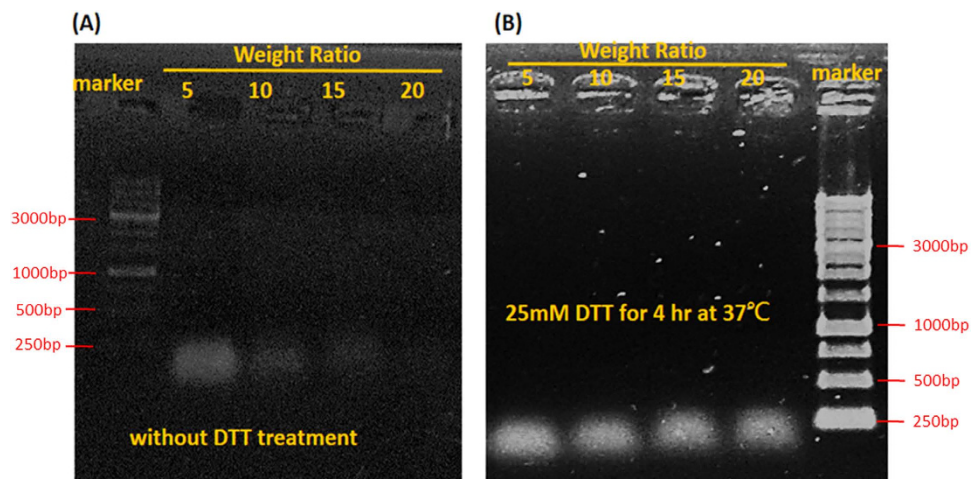 (A)
Weight Ratio
marker 5 10 15 20
3000bp
1000bp
500bp
250bp
without DTT treatment
(B)
Weight Ratio
5 10 15 20 marker
25mM DTT for 4 hr at 37℃
3000bp
1000bp
500bp
250bp